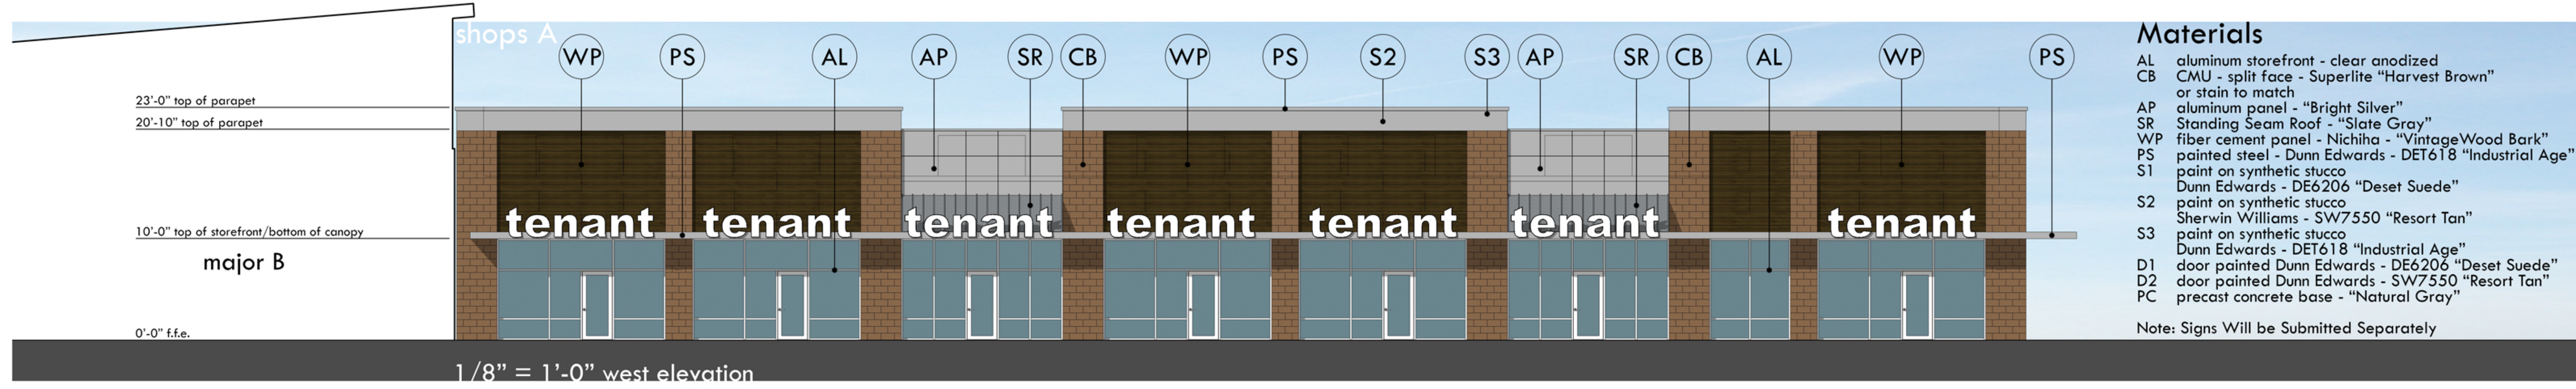 shops A
WP PS AL AP SR CB WP PS S2 S3 AP SR CB AL WP PS
23'-0” top of parapet
20'-10” top of parapet
10'-0” top of storefront/bottom of canopy
major B
0'-0” f.f.e.
tenant tenant tenant tenant tenant tenant tenant
1/8” = 1'-0” west elevation
Materials
AL aluminum storefront - clear anodized
CB CMU - split face - Superlite “Harvest Brown”
or stain to match
AP aluminum panel - “Bright Silver”
SR Standing Seam Roof - “Slate Gray”
WP fiber cement panel - Nichiha - “VintageWood Bark”
PS painted steel - Dunn Edwards - DET618 “Industrial Age”
S1 paint on synthetic stucco
Dunn Edwards - DE6206 “Deset Suede”
S2 paint on synthetic stucco
Sherwin Williams - SW7550 “Resort Tan”
S3 paint on synthetic stucco
Dunn Edwards - DET618 “Industrial Age”
D1 door painted Dunn Edwards - DE6206 “Deset Suede”
D2 door painted Dunn Edwards - SW7550 “Resort Tan”
PC precast concrete base - “Natural Gray”
Note: Signs Will be Submitted Separately